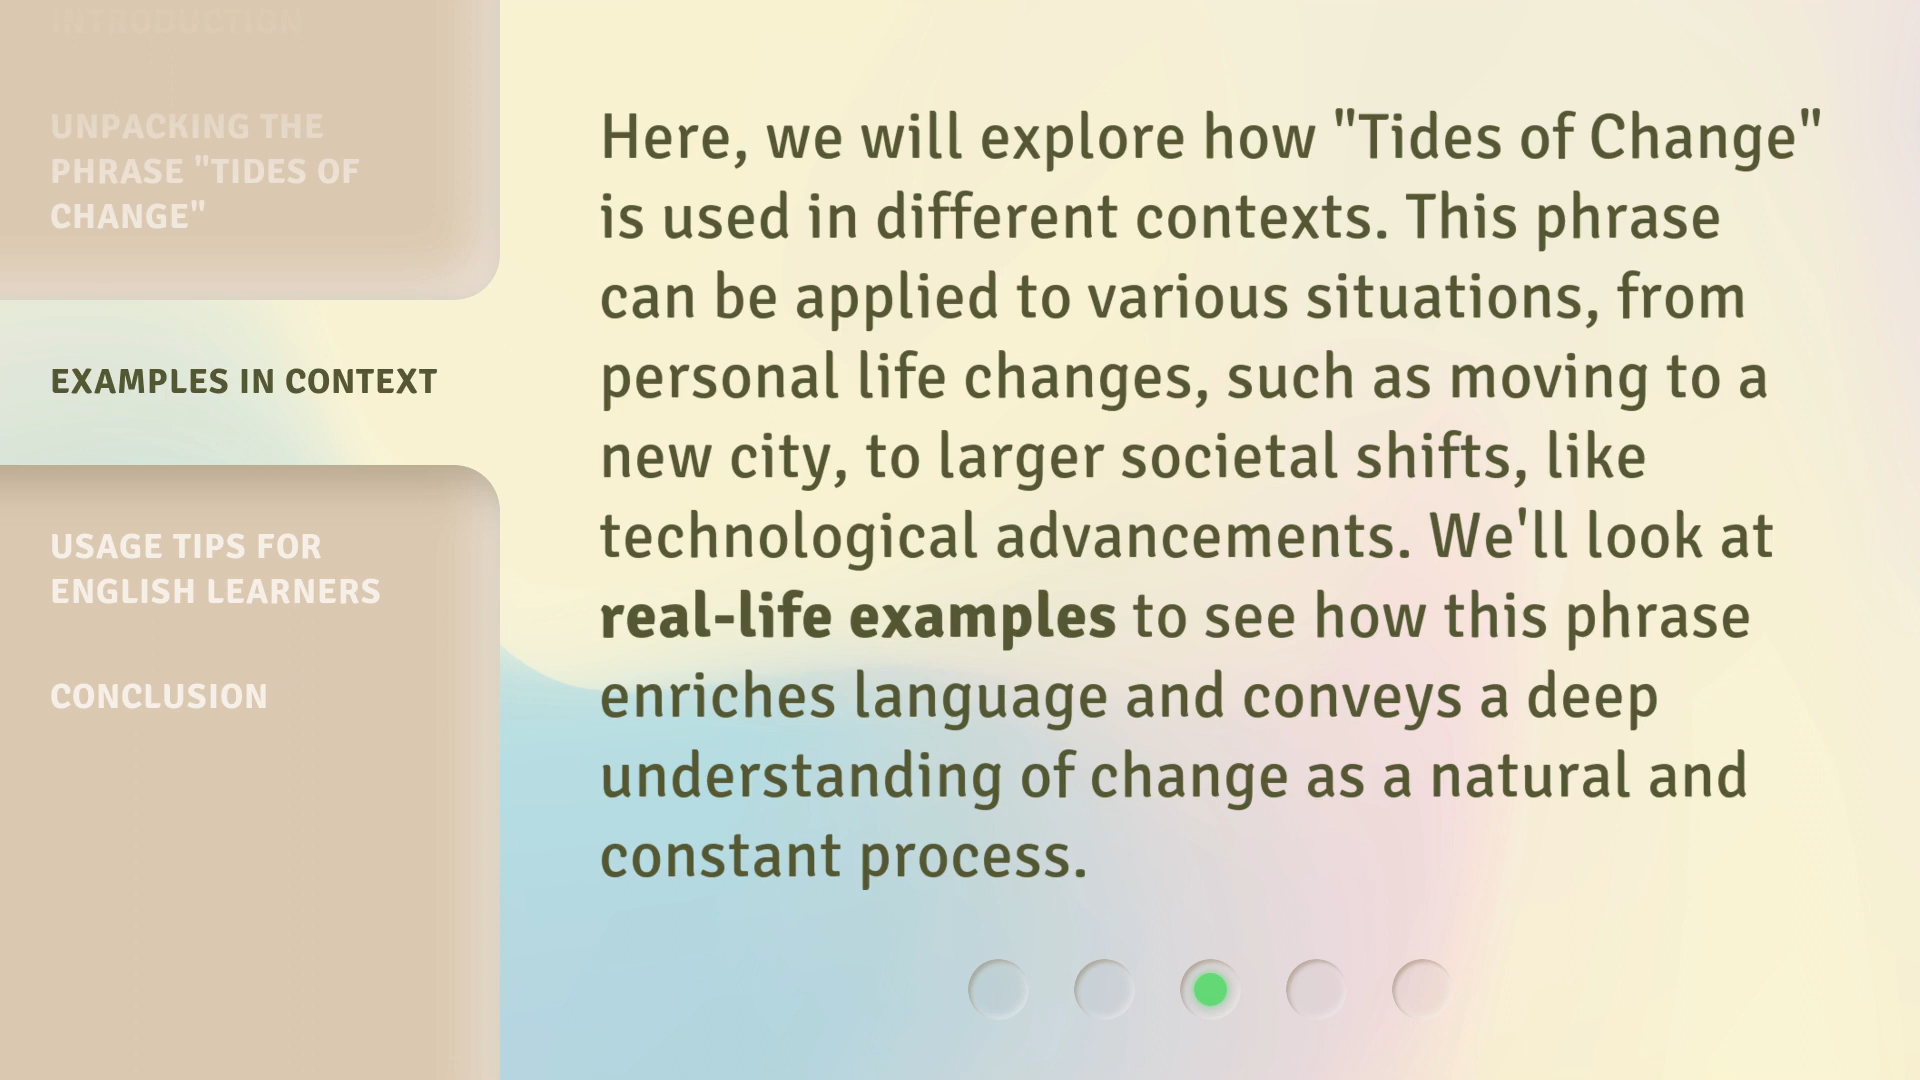 INTRODUCTION
UNPACKING THE
PHRASE "TIDES OF
CHANGE"
EXAMPLES IN CONTEXT
USAGE TIPS FOR
ENGLISH LEARNERS
CONCLUSION
Here, we will explore how "Tides of Change"
is used in different contexts. This phrase
can be applied to various situations, from
personal life changes, such as moving to a
new city, to larger societal shifts, like
technological advancements. We'll look at
real-life examples to see how this phrase
enriches language and conveys a deep
understanding of change as a natural and
constant process.